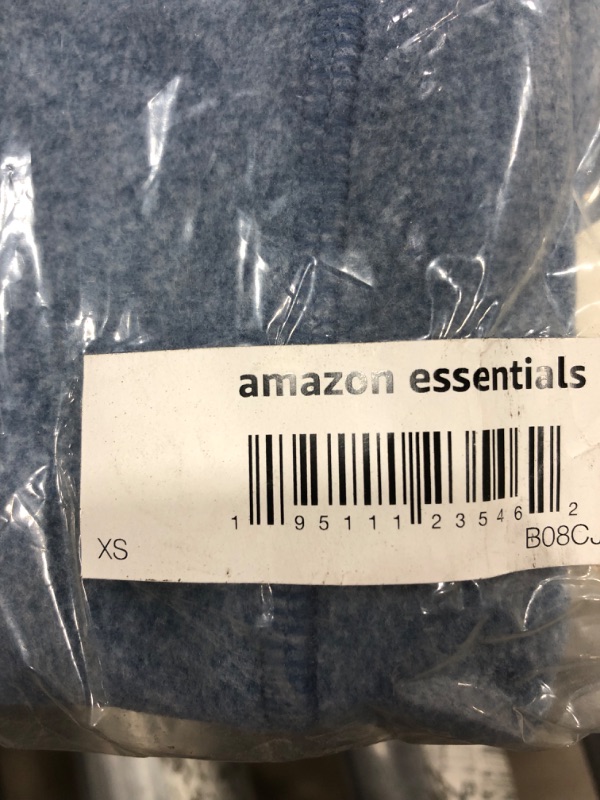 amazon essentials
1 95111 23546 2
XS
B08CJ